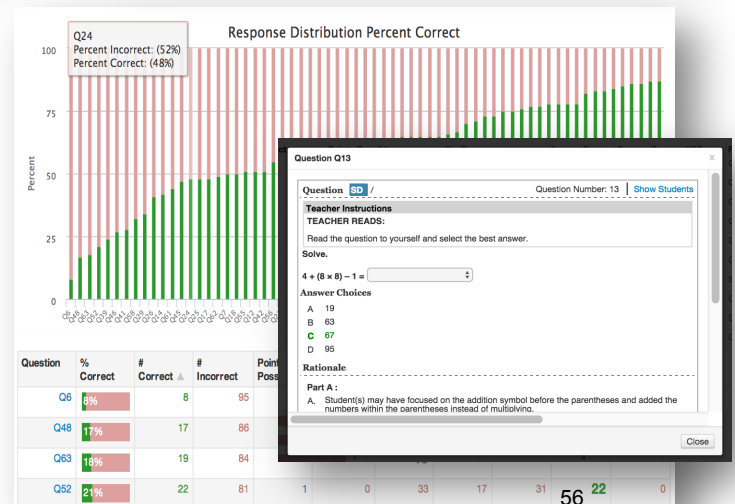 Response Distribution Percent Correct
Q24
Percent Incorrect: (52%)
Percent Correct: (48%)
100
75
50
25
0
Percent
Q6
Q48
Q63
Q52
Question Q13
x
Question SD /
Question Number: 13 | Show Students
Teacher Instructions
TEACHER READS:
Read the question to yourself and select the best answer.
Solve.
4 + (8 × 8) – 1 =
Answer Choices
A 19
B 63
C 67
D 95
Rationale
Part A :
A. Student(s) may have focused on the addition symbol before the parentheses and added the
numbers within the parentheses instead of multiplying.
Close
Question % Correct # Correct # Incorrect
Q6 8% 8 95
Q48 17% 17 86
Q63 18% 19 84
Q52 21% 22 81 1 0 33 17 31 22 0
56